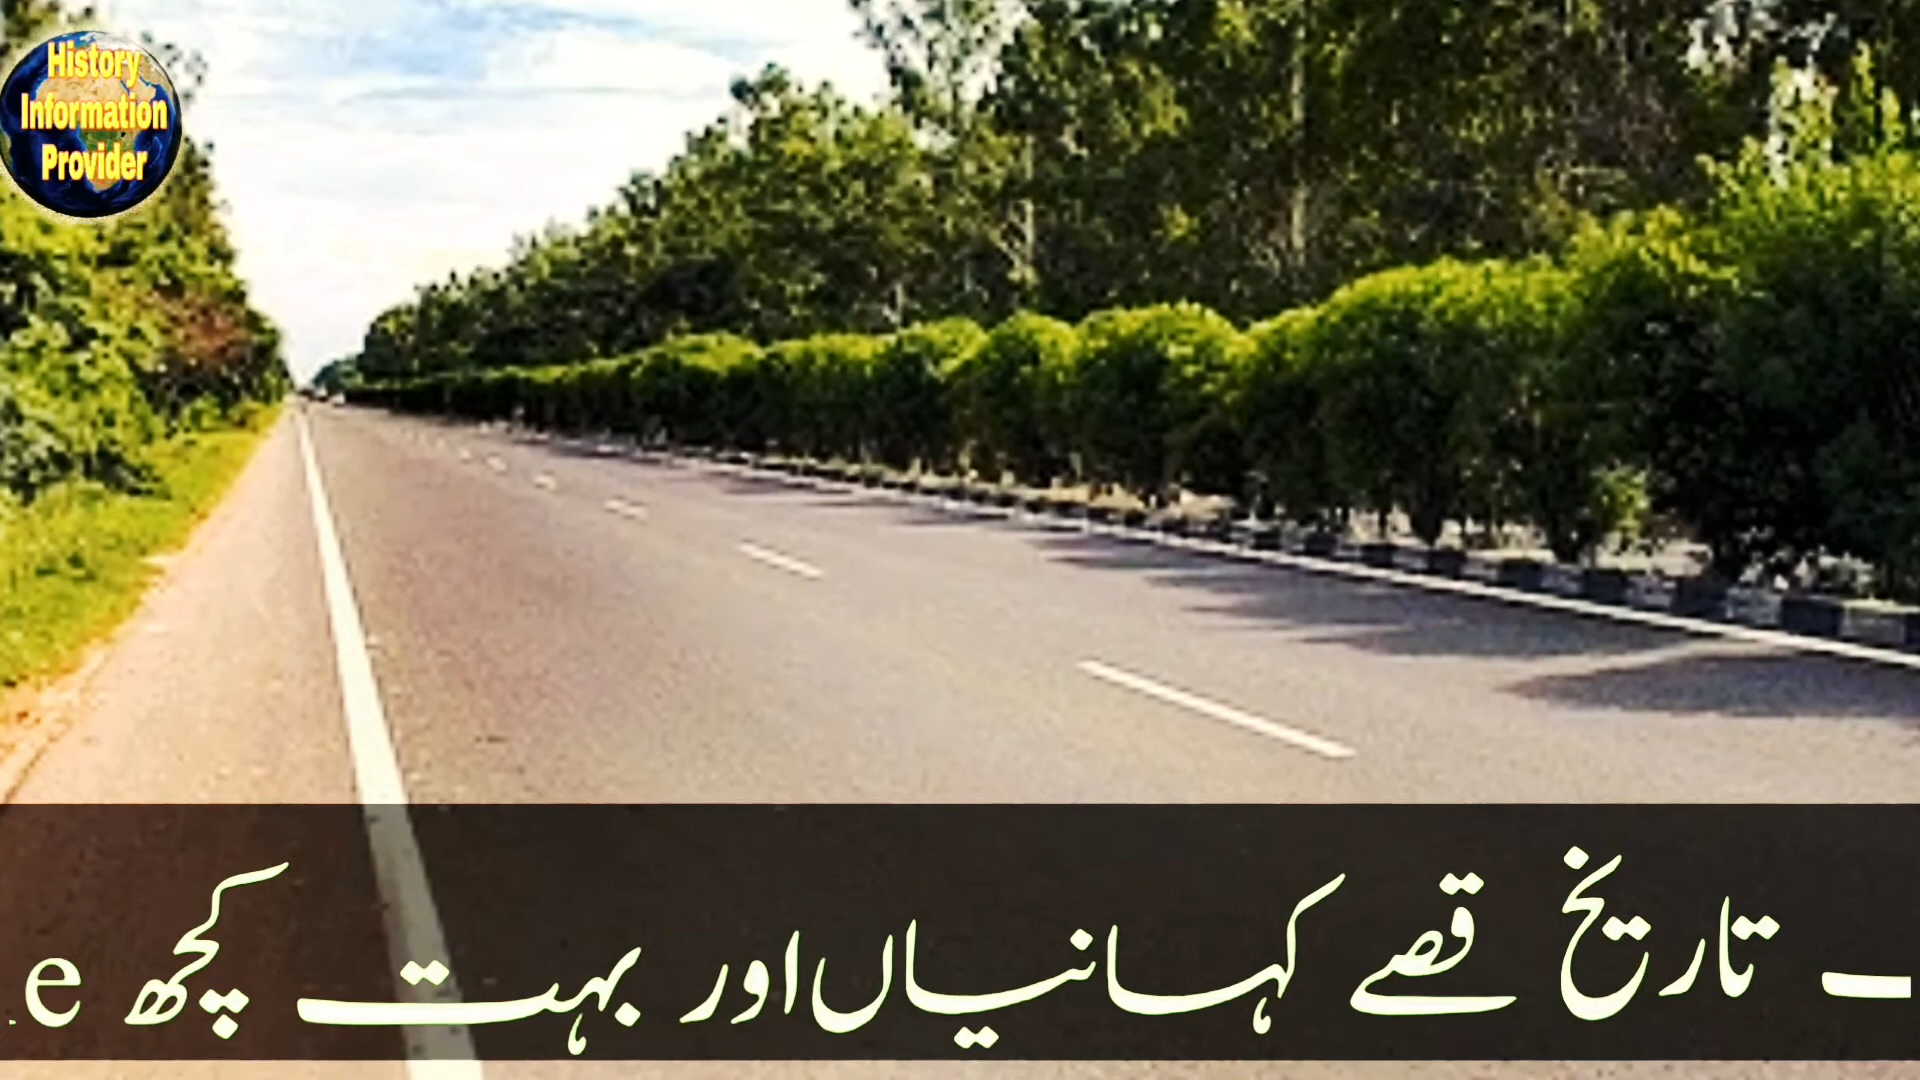 History
Information
Provider
۔ تاریخ قصے کہانیاں اور بہت کچھ e.